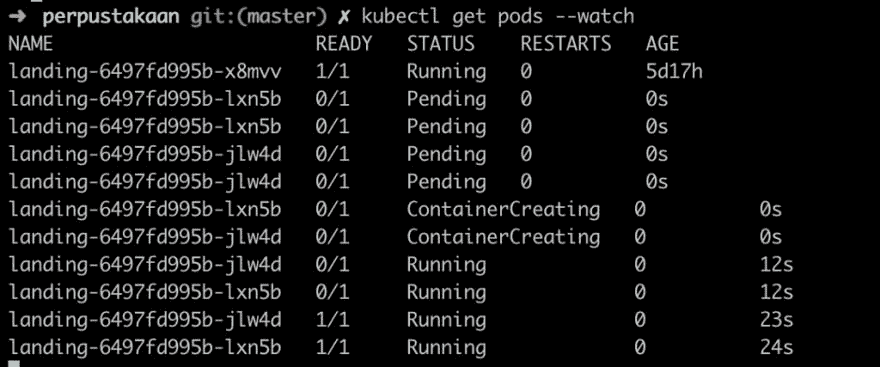 ➜ perpustakaan git:(master) ✗ kubectl get pods --watch
NAME READY STATUS RESTARTS AGE
landing-6497fd995b-x8mvv 1/1 Running 0 5d17h
landing-6497fd995b-lxn5b 0/1 Pending 0 0s
landing-6497fd995b-lxn5b 0/1 Pending 0 0s
landing-6497fd995b-jlw4d 0/1 Pending 0 0s
landing-6497fd995b-jlw4d 0/1 Pending 0 0s
landing-6497fd995b-lxn5b 0/1 ContainerCreating 0 0s
landing-6497fd995b-jlw4d 0/1 ContainerCreating 0 0s
landing-6497fd995b-jlw4d 0/1 Running 0 12s
landing-6497fd995b-lxn5b 0/1 Running 0 12s
landing-6497fd995b-jlw4d 1/1 Running 0 23s
landing-6497fd995b-lxn5b 1/1 Running 0 24s